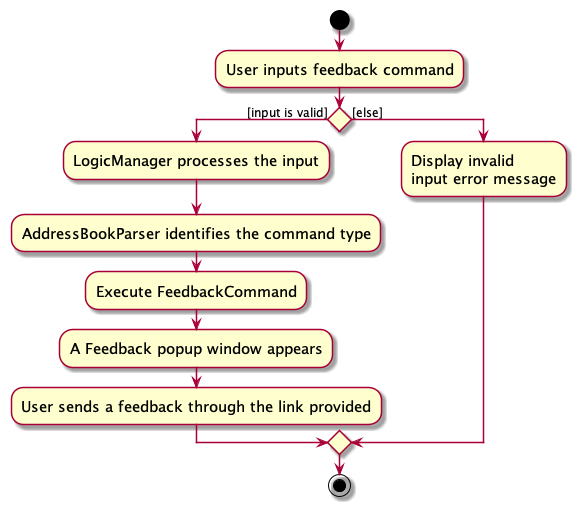 User inputs feedback command
[input is valid]
[else]
LogicManager processes the input
Display invalid
input error message
AddressBookParser identifies the command type
Execute FeedbackCommand
A Feedback popup window appears
User sends a feedback through the link provided